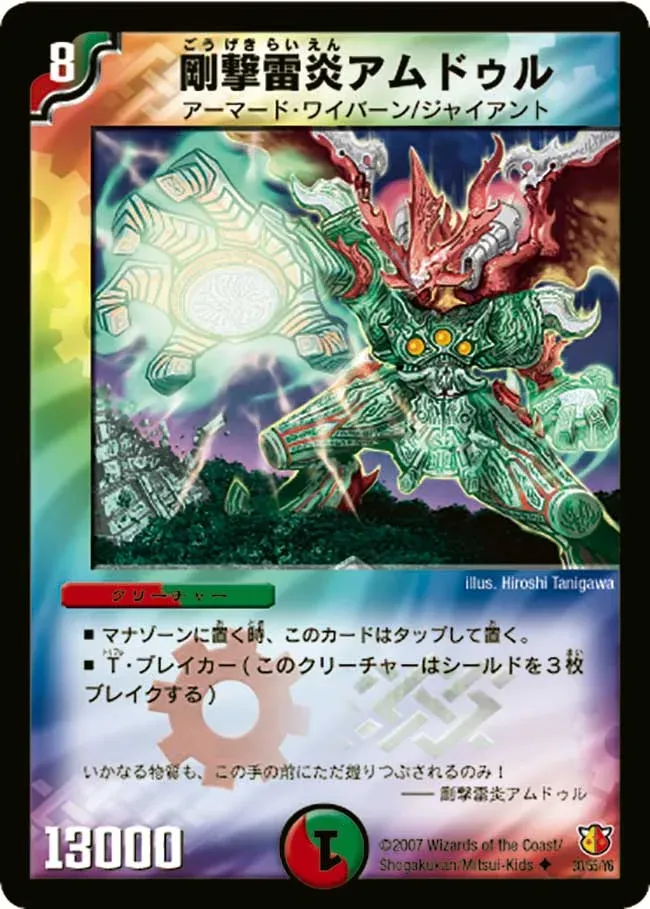 8
ごうげきらいえん
剛撃雷炎アムドゥル
アーマード・ワイバーン/ジャイアント
illus. Hiroshi Tanigawa
クリーチャー
■ マナゾーンに置く時、このカードはタップして置く。
■ T・ブレイカー(このクリーチャーはシールドを3枚
ブレイクする)
いかなる物質も、この手の前にただ握りつぶされるのみ!
── 剛撃雷炎アムドゥル
13000
1
©2007 Wizards of the Coast/
Shogakukan/Mitsui-Kids ◆ 30/55/Y6